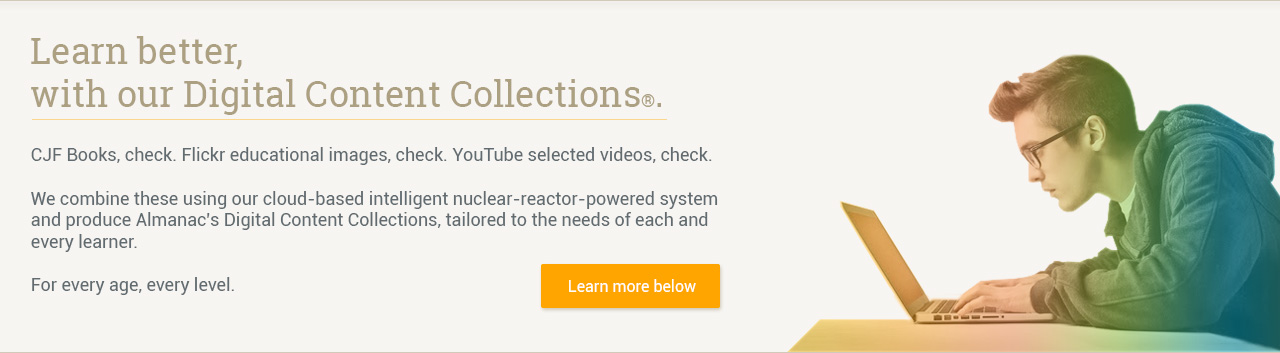 Learn better,
with our Digital Content Collections®.
CJF Books, check. Flickr educational images, check. YouTube selected videos, check.
We combine these using our cloud-based intelligent nuclear-reactor-powered system
and produce Almanac's Digital Content Collections, tailored to the needs of each and
every learner.
For every age, every level.
Learn more below